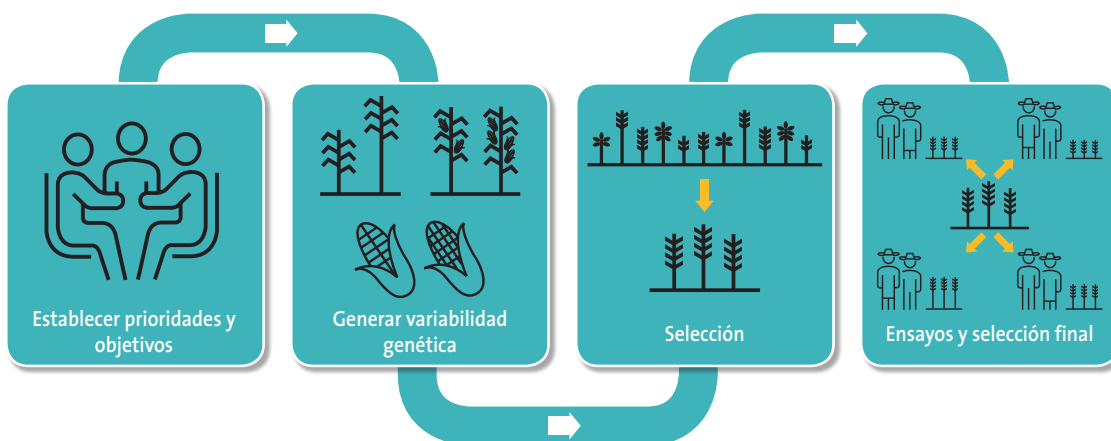 Establecer prioridades y
objetivos
Generar variabilidad
genética
Selección
Ensayos y selección final